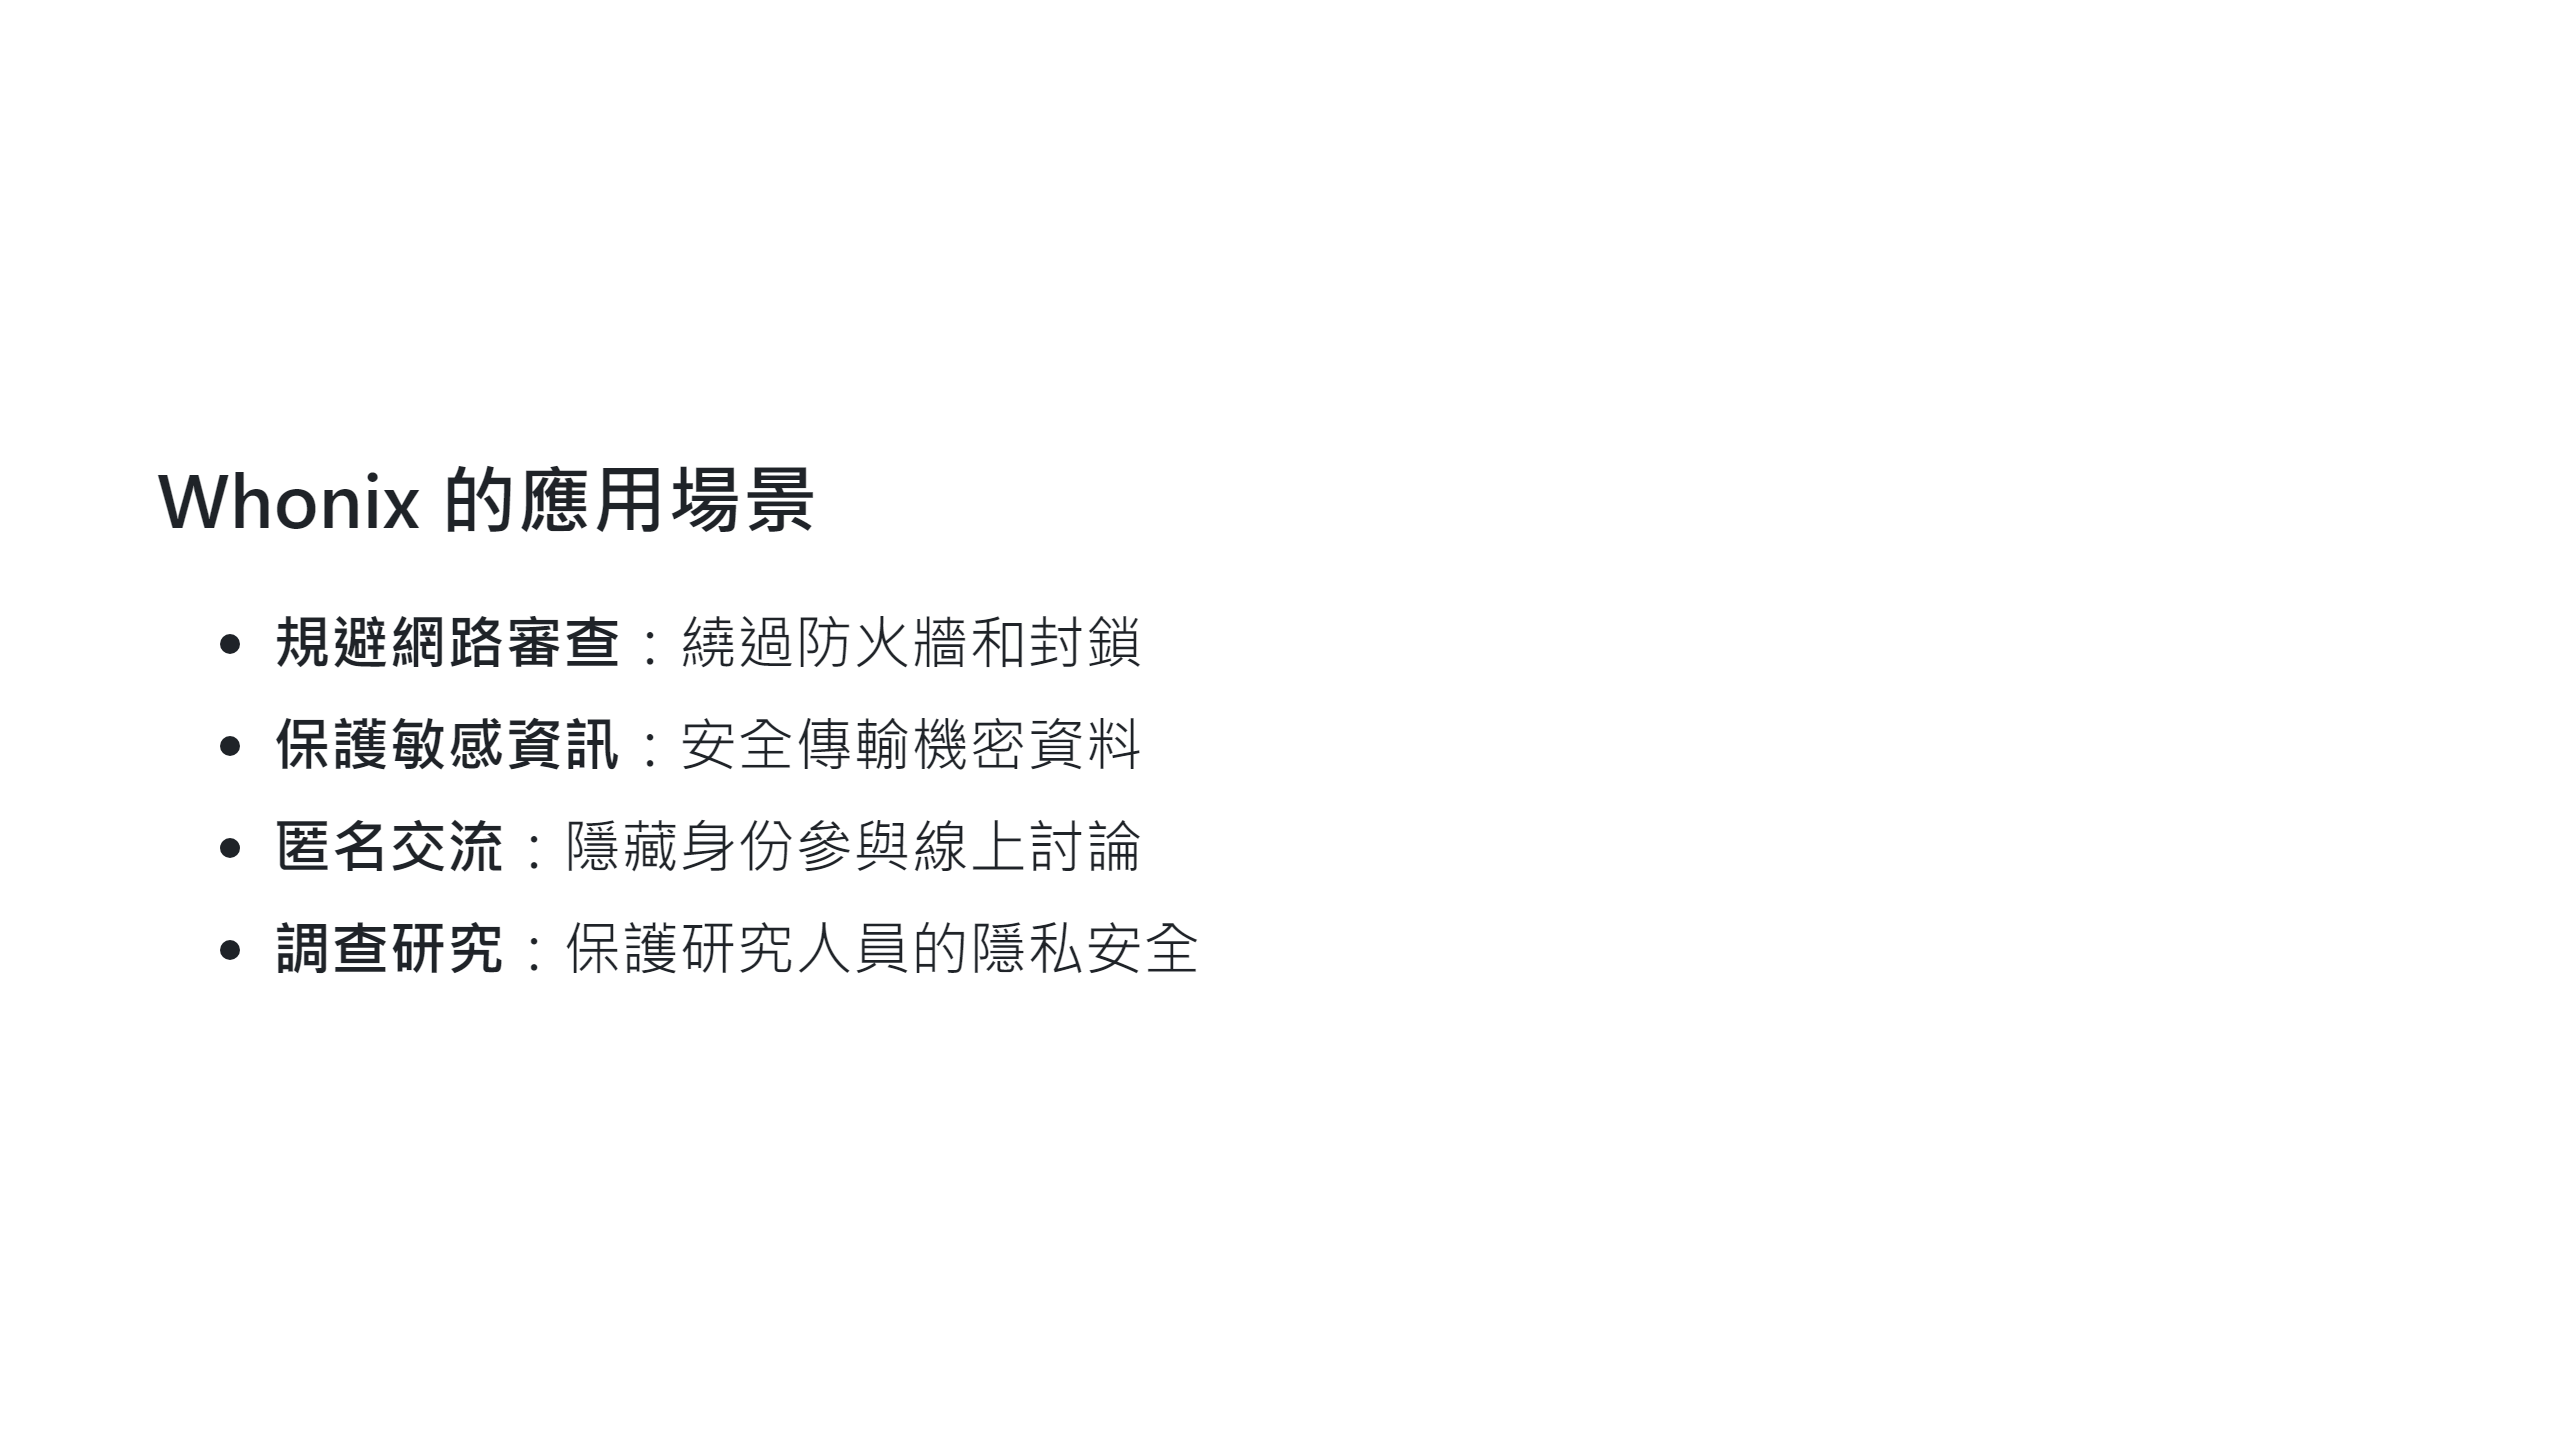 Whonix 的應用場景
• 規避網路審查：繞過防火牆和封鎖
• 保護敏感資訊：安全傳輸機密資料
• 匿名交流：隱藏身份參與線上討論
• 調查研究：保護研究人員的隱私安全